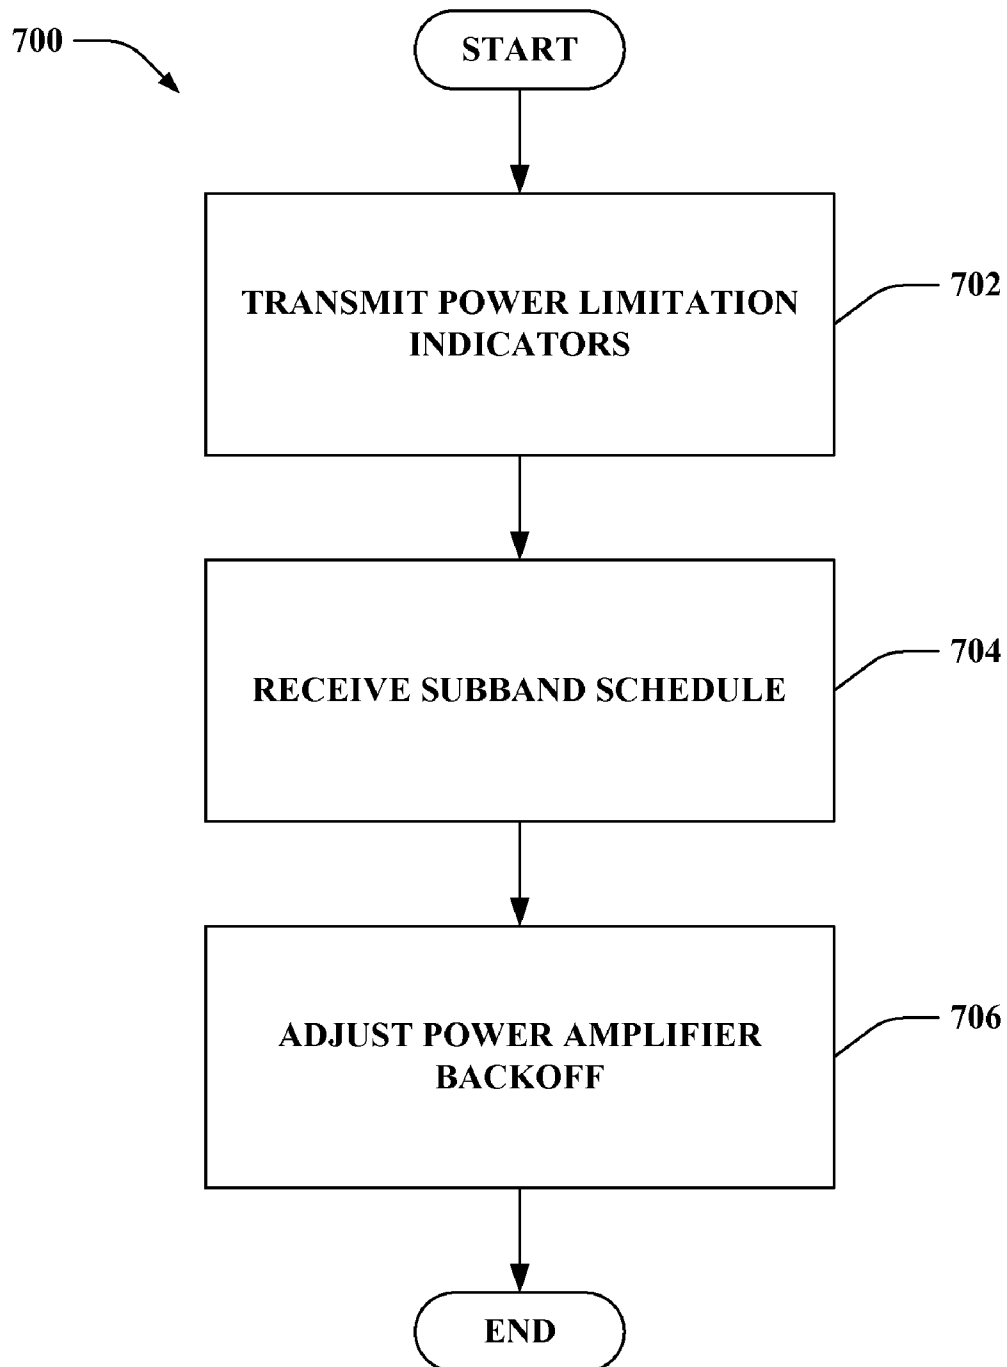 700
START
TRANSMIT POWER LIMITATION
INDICATORS
702
RECEIVE SUBBAND SCHEDULE
704
ADJUST POWER AMPLIFIER
BACKOFF
706
END